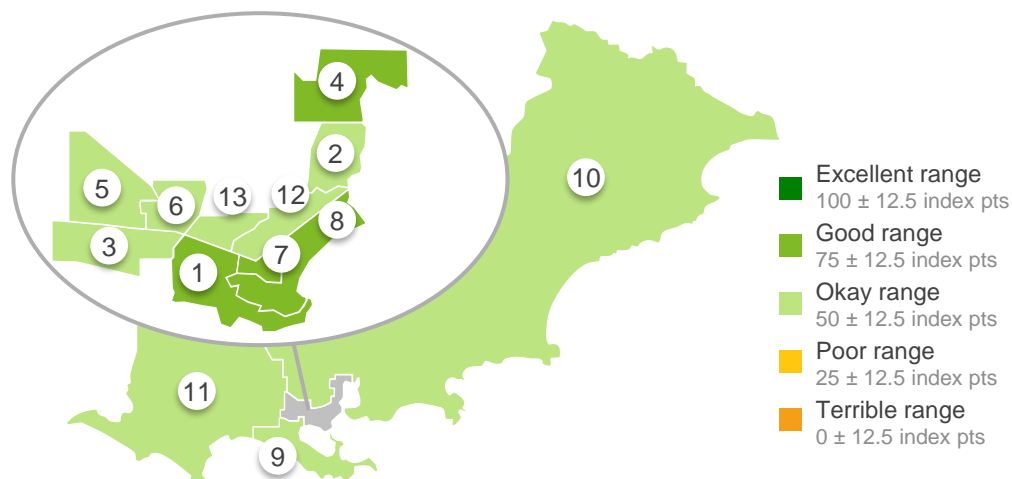 4
2
5
6
13
12
10
3
8
7
1
11
9
Excellent range
100 ± 12.5 index pts
Good range
75 ± 12.5 index pts
Okay range
50 ± 12.5 index pts
Poor range
25 ± 12.5 index pts
Terrible range
0 ± 12.5 index pts